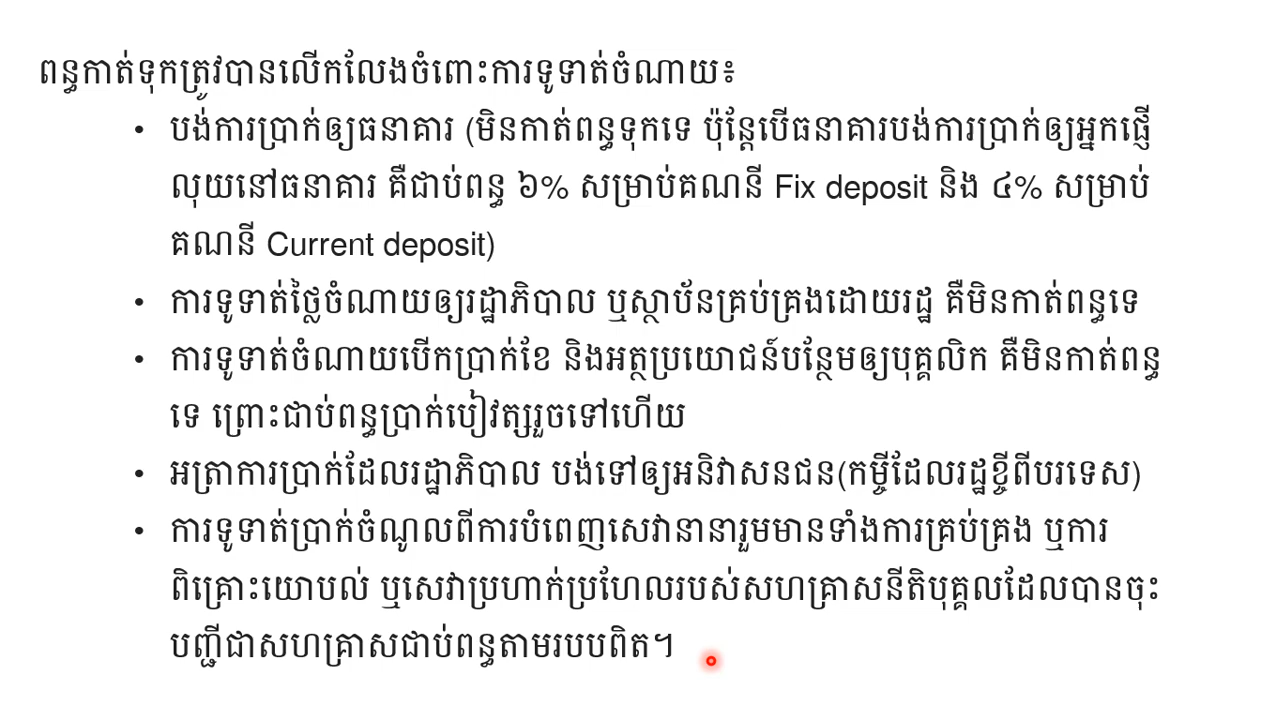 ពន្ធកាត់ទុកត្រូវបានលើកលែងចំពោះការទូទាត់ចំណាយ៖
• បង់ការប្រាក់ឲ្យធនាគារ (មិនកាត់ពន្ធទុកទេ ប៉ុន្តែបើធនាគារបង់ការប្រាក់ឲ្យអ្នកផ្ញើ
លុយនៅធនាគារ គឺជាប់ពន្ធ ៦% សម្រាប់គណនី Fix deposit និង ៤% សម្រាប់
គណនី Current deposit)
• ការទូទាត់ថ្លៃចំណាយឲ្យរដ្ឋាភិបាល ឬស្ថាប័នគ្រប់គ្រងដោយរដ្ឋ គឺមិនកាត់ពន្ធទេ
• ការទូទាត់ចំណាយបើកប្រាក់ខែ និងអត្ថប្រយោជន៍បន្ថែមឲ្យបុគ្គលិក គឺមិនកាត់ពន្ធ
ទេ ព្រោះជាប់ពន្ធប្រាក់បៀវត្សរួចទៅហើយ
• អត្រាការប្រាក់ដែលរដ្ឋាភិបាល បង់ទៅឲ្យអនិវាសនជន(កម្ចីដែលរដ្ឋខ្ចីពីបរទេស)
• ការទូទាត់ប្រាក់ចំណូលពីការបំពេញសេវានានារួមមានទាំងការគ្រប់គ្រង ឬការ
ពិគ្រោះយោបល់ ឬសេវាប្រហាក់ប្រហែលរបស់សហគ្រាសនីតិបុគ្គលដែលបានចុះ
បញ្ជីជាសហគ្រាសជាប់ពន្ធតាមរបបពិត។